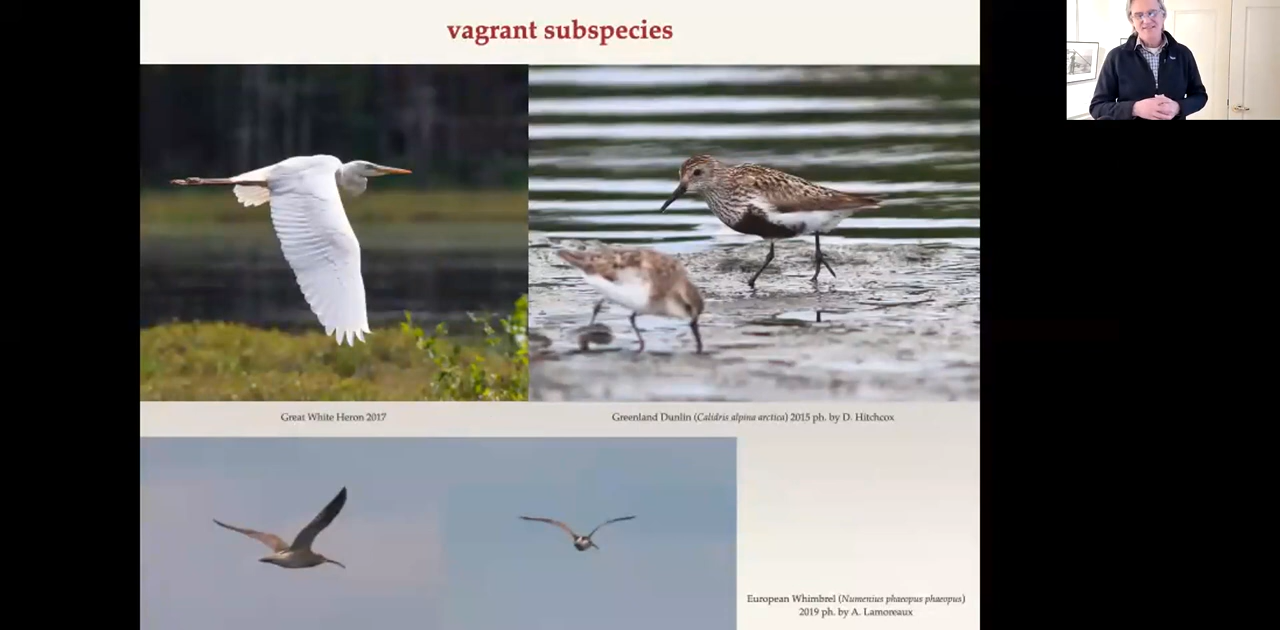 vagrant subspecies
Great White Heron 2017
Greenland Dunlin (Calidris alpina arctica) 2015 ph. by D. Hitchcox
European Whimbrel (Numenius phaeopus phaeopus)
2019 ph. by A. Lamoreaux